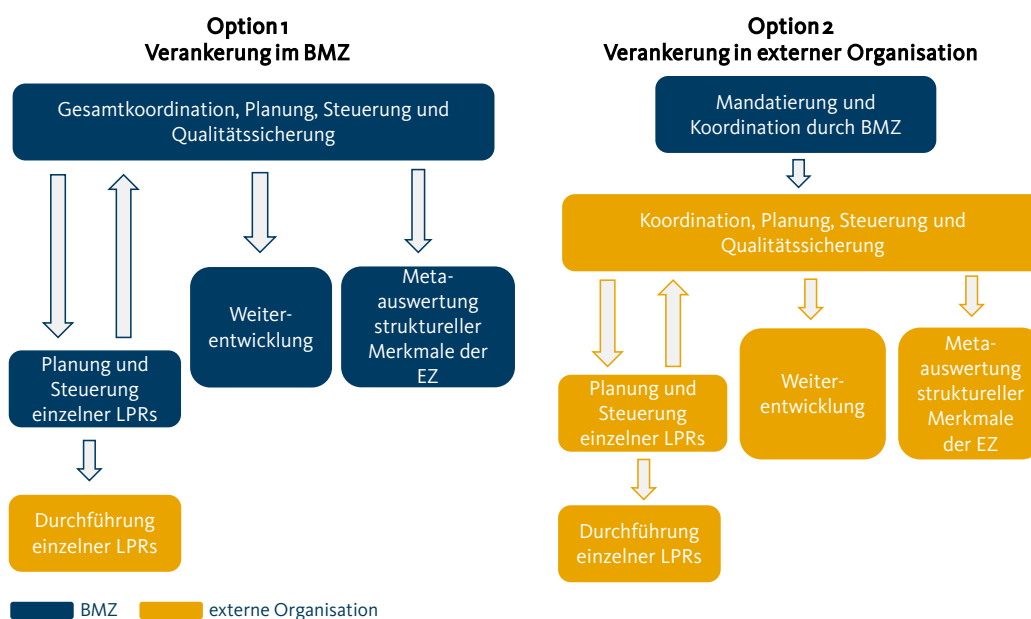 Option 1
Verankerung im BMZ
Gesamtkoordination, Planung, Steuerung und
Qualitätssicherung
Weiter-
entwicklung
Meta-
auswertung
struktureller
Merkmale der
EZ
Planung und
Steuerung
einzelner LPRs
Durchführung
einzelner LPRs
Option 2
Verankerung in externer Organisation
Mandatierung und
Koordination durch BMZ
Koordination, Planung, Steuerung und
Qualitätssicherung
Planung und
Steuerung
einzelner LPRs
Weiter-
entwicklung
Meta-
auswertung
struktureller
Merkmale
der EZ
Durchführung
einzelner LPRs
BMZ
externe Organisation